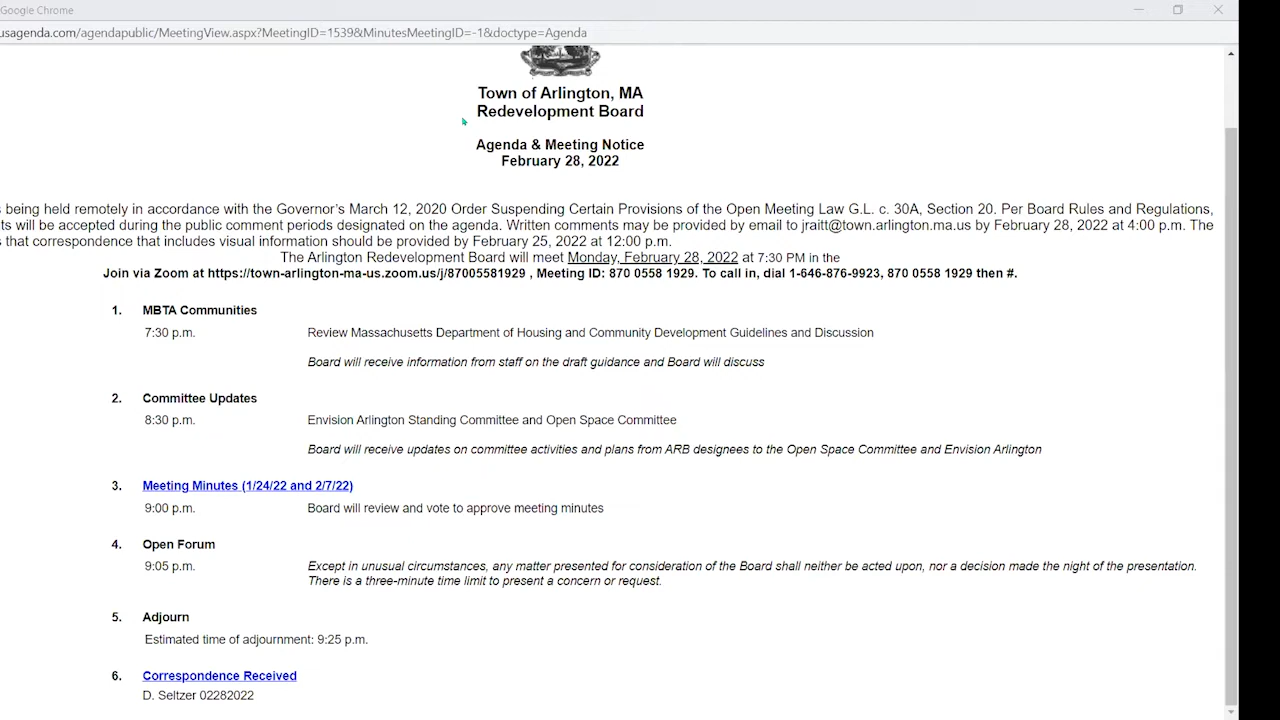 Google Chrome
usagenda.com/agendapublic/MeetingView.aspx?MeetingID=1539&MinutesMeetingID=-1&doctype=Agenda
Town of Arlington, MA
Redevelopment Board
Agenda & Meeting Notice
February 28, 2022
s being held remotely in accordance with the Governor's March 12, 2020 Order Suspending Certain Provisions of the Open Meeting Law G.L. c. 30A, Section 20. Per Board Rules and Regulations,
ts will be accepted during the public comment periods designated on the agenda. Written comments may be provided by email to jraitt@town.arlington.ma.us by February 28, 2022 at 4:00 p.m. The
s that correspondence that includes visual information should be provided by February 25, 2022 at 12:00 p.m.
The Arlington Redevelopment Board will meet Monday, February 28, 2022 at 7:30 PM in the
Join via Zoom at https://town-arlington-ma-us.zoom.us/j/87005581929 , Meeting ID: 870 0558 1929. To call in, dial 1-646-876-9923, 870 0558 1929 then #.
1. MBTA Communities
7:30 p.m. Review Massachusetts Department of Housing and Community Development Guidelines and Discussion
Board will receive information from staff on the draft guidance and Board will discuss
2. Committee Updates
8:30 p.m. Envision Arlington Standing Committee and Open Space Committee
Board will receive updates on committee activities and plans from ARB designees to the Open Space Committee and Envision Arlington
3. Meeting Minutes (1/24/22 and 2/7/22)
9:00 p.m. Board will review and vote to approve meeting minutes
4. Open Forum
9:05 p.m. Except in unusual circumstances, any matter presented for consideration of the Board shall neither be acted upon, nor a decision made the night of the presentation.
There is a three-minute time limit to present a concern or request.
5. Adjourn
Estimated time of adjournment: 9:25 p.m.
6. Correspondence Received
D. Seltzer 02282022